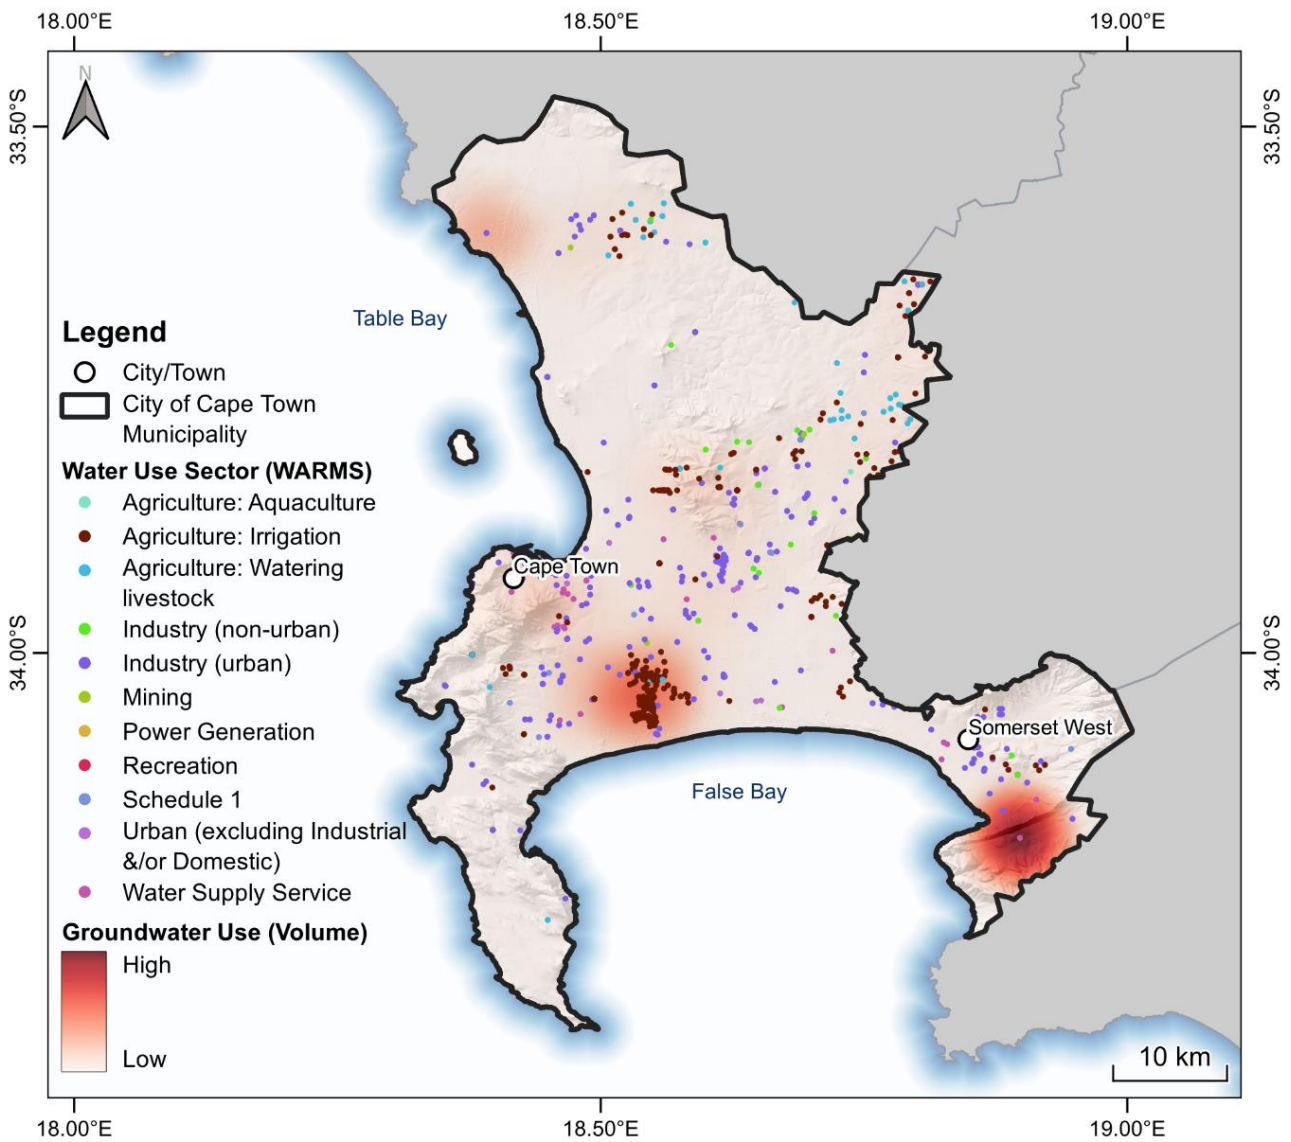 18.00°E
18.50°E
19.00°E
N
33.50°S
33.50°S
Table Bay
Legend
City/Town
City of Cape Town
Municipality
Water Use Sector (WARMS)
Agriculture: Aquaculture
Agriculture: Irrigation
Agriculture: Watering
livestock
Industry (non-urban)
Industry (urban)
Mining
Power Generation
Recreation
Schedule 1
Urban (excluding Industrial
&/or Domestic)
Water Supply Service
Groundwater Use (Volume)
High
Low
Cape Town
34.00°S
34.00°S
Somerset West
False Bay
10 km
18.00°E
18.50°E
19.00°E